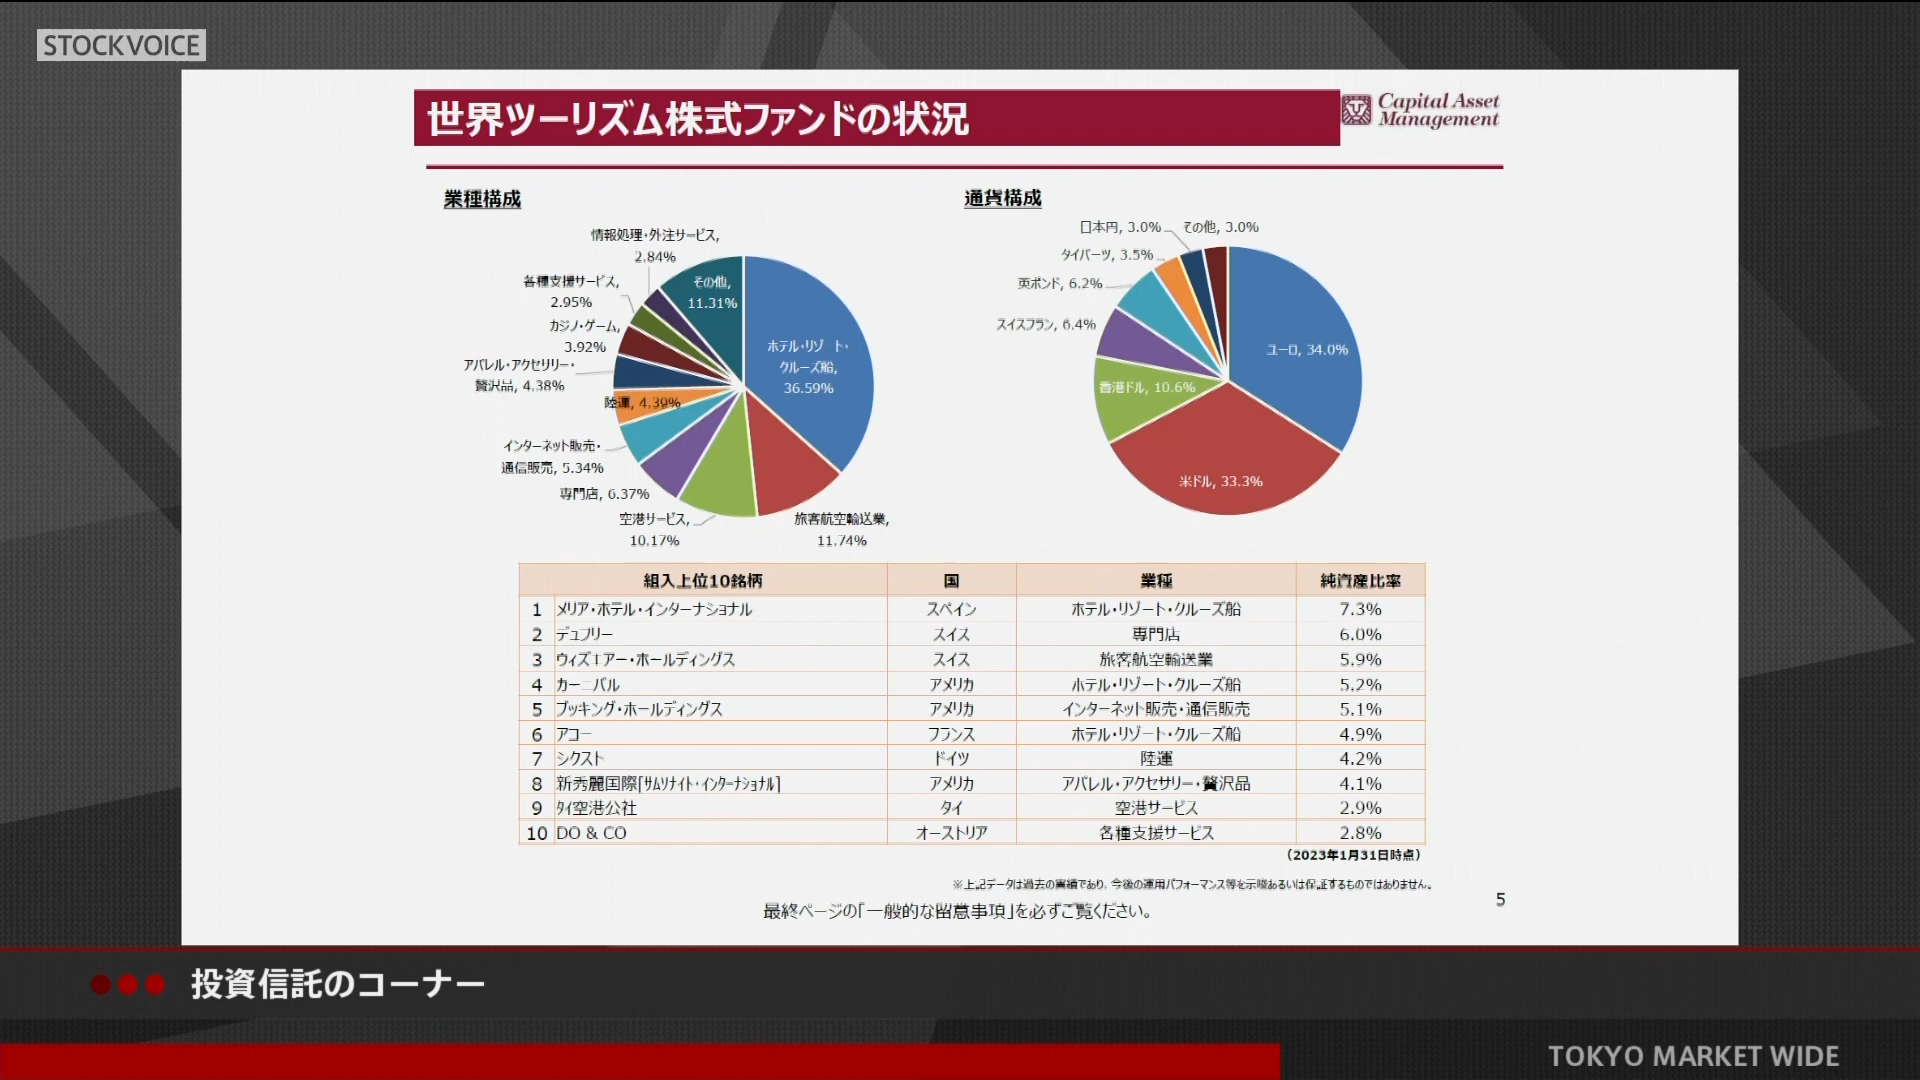 STOCKVOICE
世界ツーリズム株式ファンドの状況
Capital Asset
Management
業種構成
情報処理・外注サービス,
2.84%
各種支援サービス,
2.95%
カジノ・ゲーム,
3.92%
アパレル・アクセサリー・
贅沢品, 4.38%
陸運, 4.39%
インターネット販売・
通信販売, 5.34%
専門店, 6.37%
空港サービス,
10.17%
旅客航空輸送業,
11.74%
その他,
11.31%
ホテル・リゾート・
クルーズ船,
36.59%
通貨構成
日本円, 3.0%
その他, 3.0%
タイバーツ, 3.5%
英ポンド, 6.2%
スイスフラン, 6.4%
香港ドル, 10.6%
ユーロ, 34.0%
米ドル, 33.3%
組入上位10銘柄 国 業種 純資産比率
1 メリア・ホテル・インターナショナル スペイン ホテル・リゾート・クルーズ船 7.3%
2 デュフリー スイス 専門店 6.0%
3 ウィズエアー・ホールディングス スイス 旅客航空輸送業 5.9%
4 カーニバル アメリカ ホテル・リゾート・クルーズ船 5.2%
5 ブッキング・ホールディングス アメリカ インターネット販売・通信販売 5.1%
6 アコー フランス ホテル・リゾート・クルーズ船 4.9%
7 シクスト ドイツ 陸運 4.2%
8 新秀麗国際[ｻﾑｿﾅｲﾄ・ｲﾝﾀｰﾅｼｮﾅﾙ] アメリカ アパレル・アクセサリー・贅沢品 4.1%
9 タイ空港公社 タイ 空港サービス 2.9%
10 DO & CO オーストリア 各種支援サービス 2.8%
（2023年1月31日時点）
※上記データは過去の実績であり、今後の運用パフォーマンス等を示唆あるいは保証するものではありません。
最終ページの「一般的な留意事項」を必ずご覧ください。
5
投資信託のコーナー
TOKYO MARKET WIDE